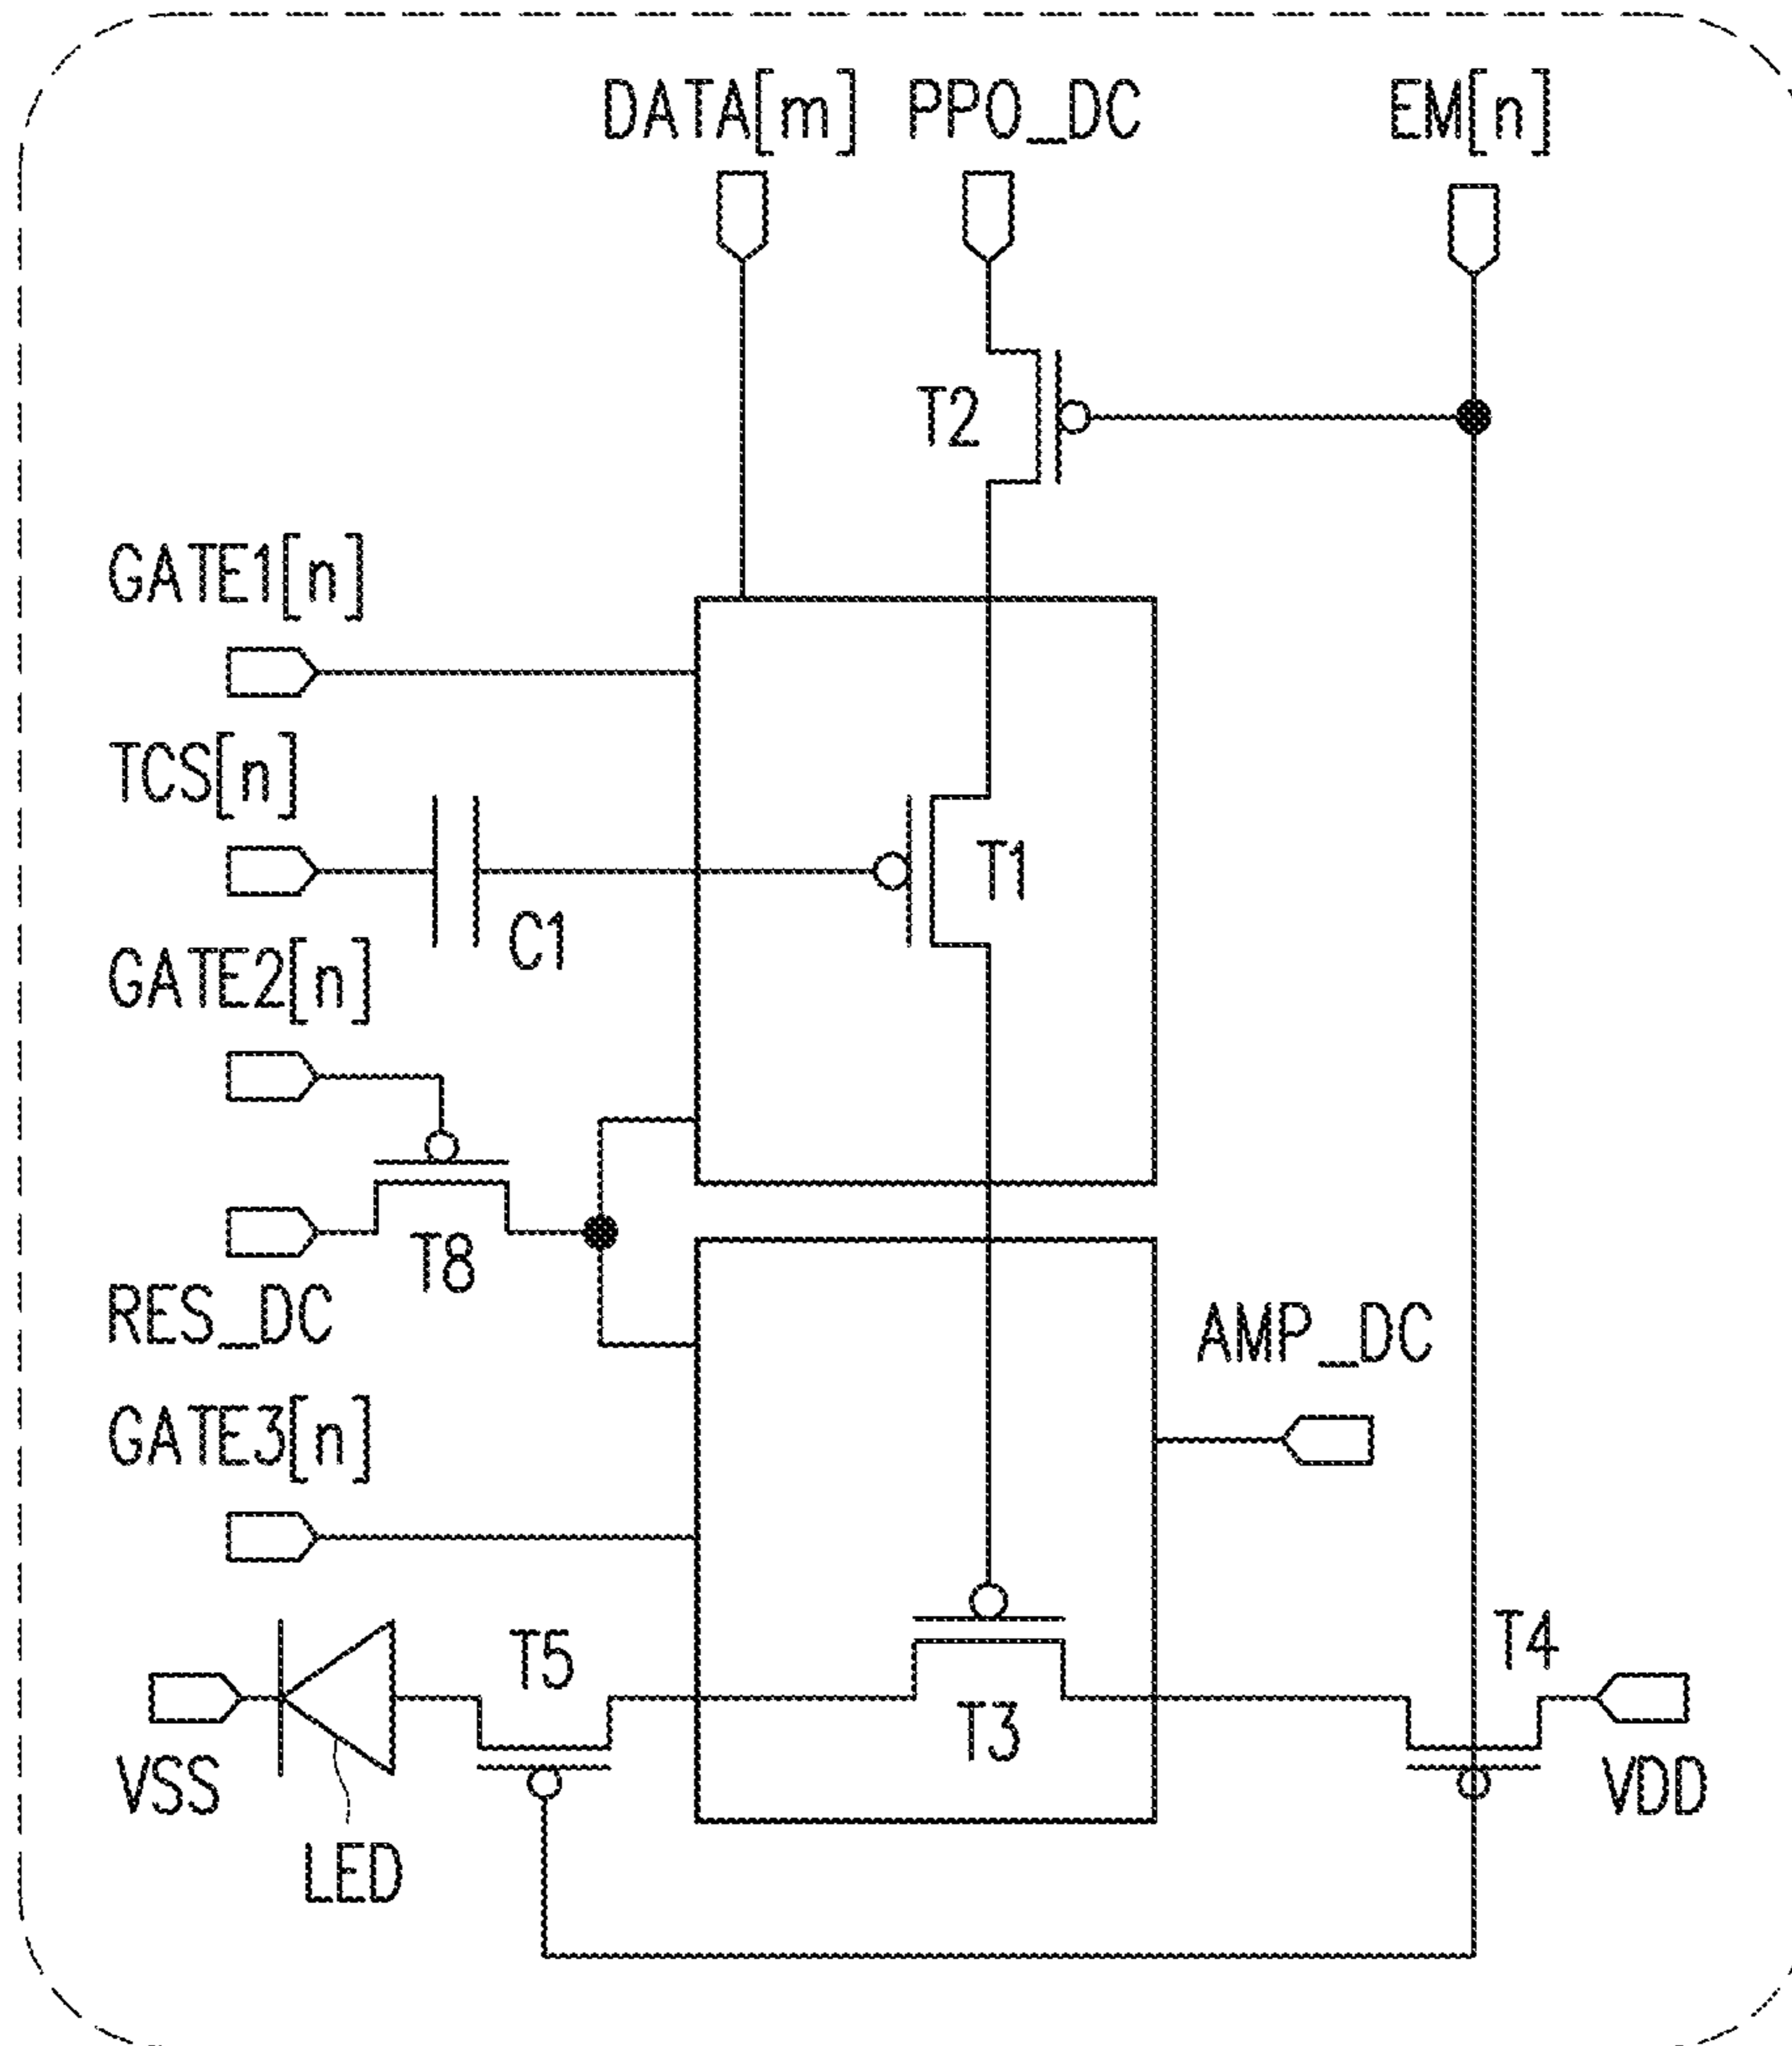 DATA[m] PPO_DC EM[n]
T2
GATE1[n]
TCS[n]
T1
C1
GATE2[n]
T8
RES_DC
AMP_DC
GATE3[n]
T5 T4
T3
VSS VDD
LED